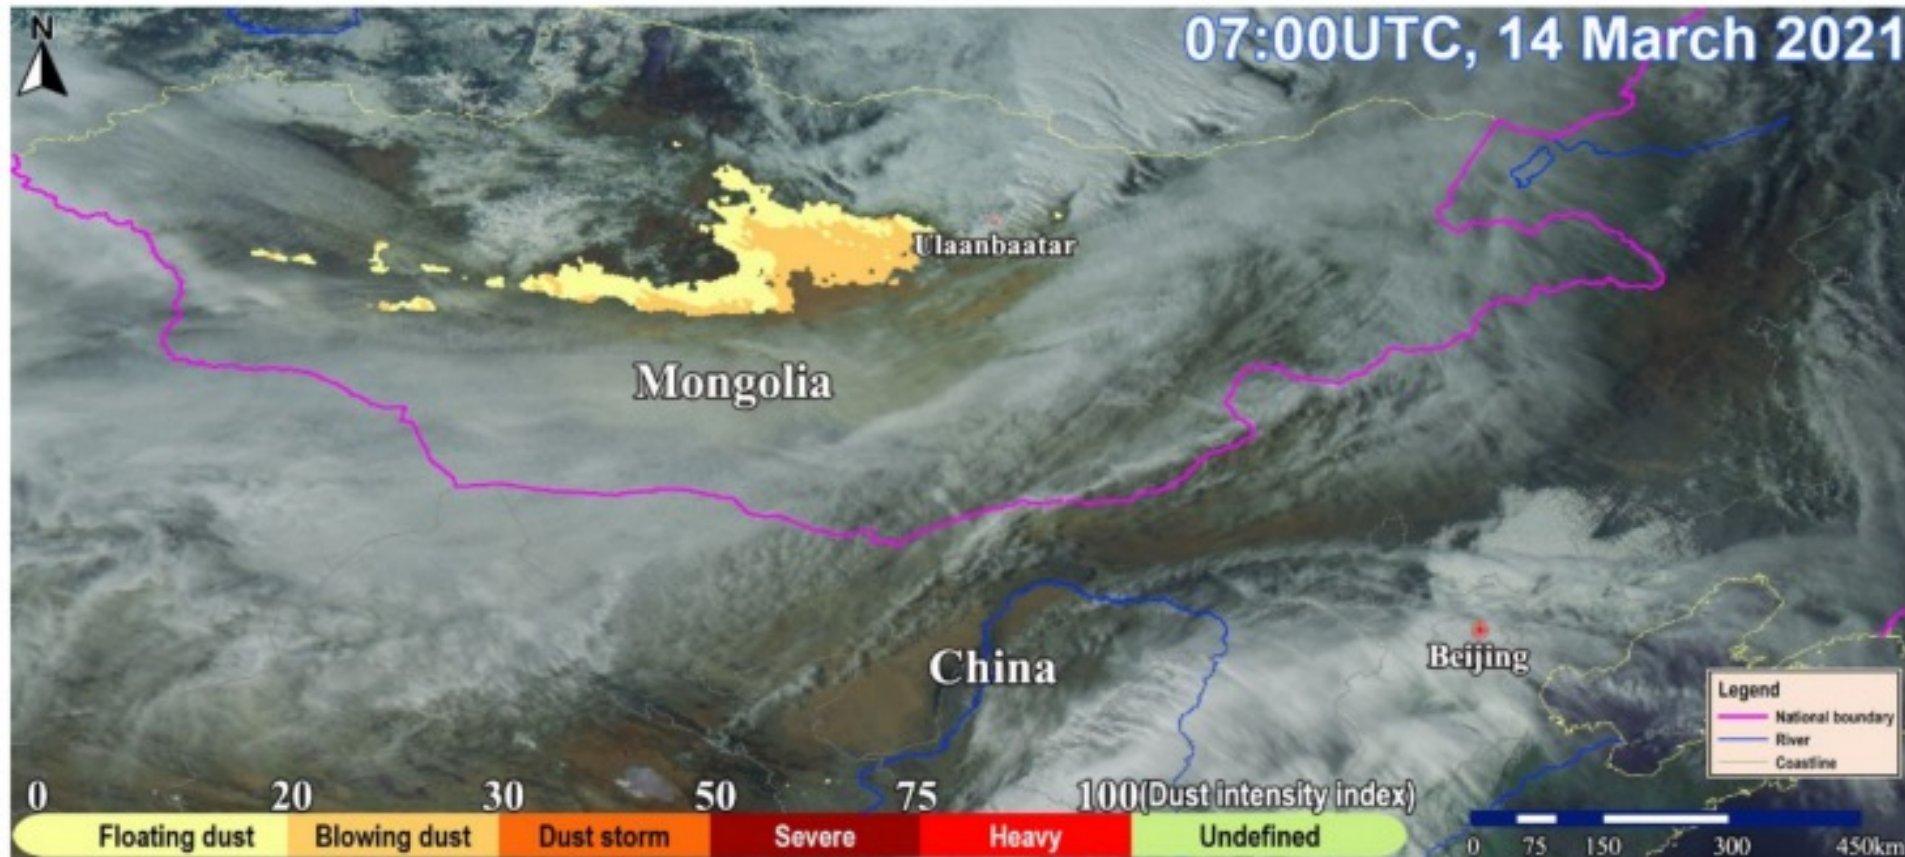 N
07:00UTC, 14 March 2021
Ulaanbaatar
Mongolia
China
Beijing
Legend
National boundary
River
Coastline
0 20 30 50 75 100(Dust intensity index)
Floating dust Blowing dust Dust storm Severe Heavy Undefined
0 75 150 300 450km